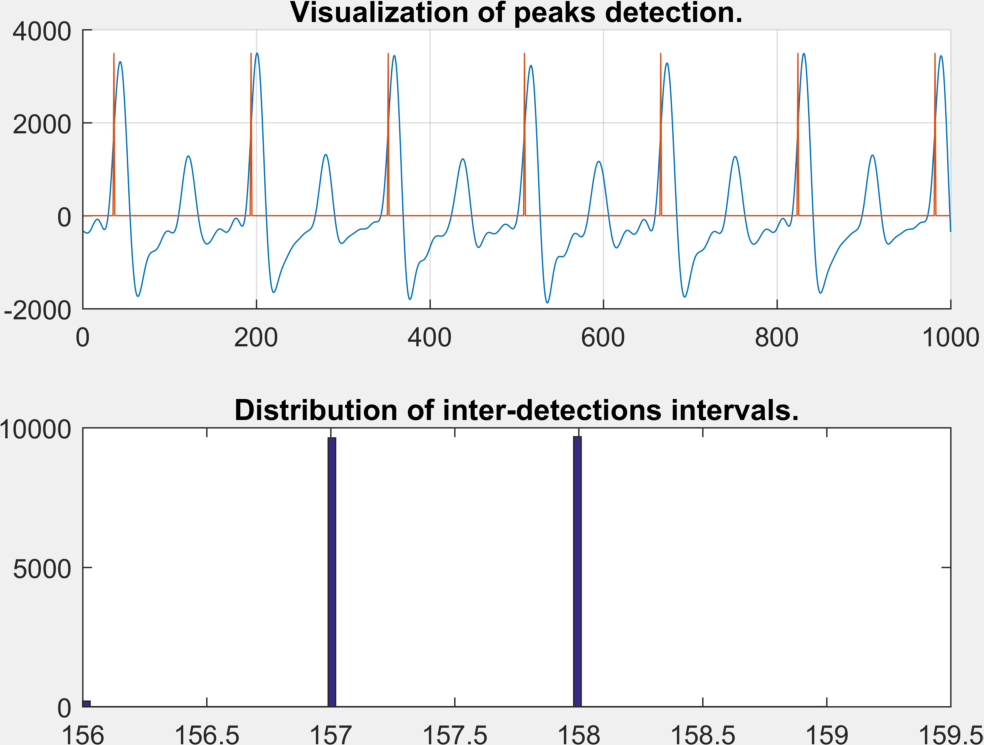 Visualization of peaks detection.
4000
2000
0
-2000
0 200 400 600 800 1000
Distribution of inter-detections intervals.
10000
5000
0
156 156.5 157 157.5 158 158.5 159 159.5